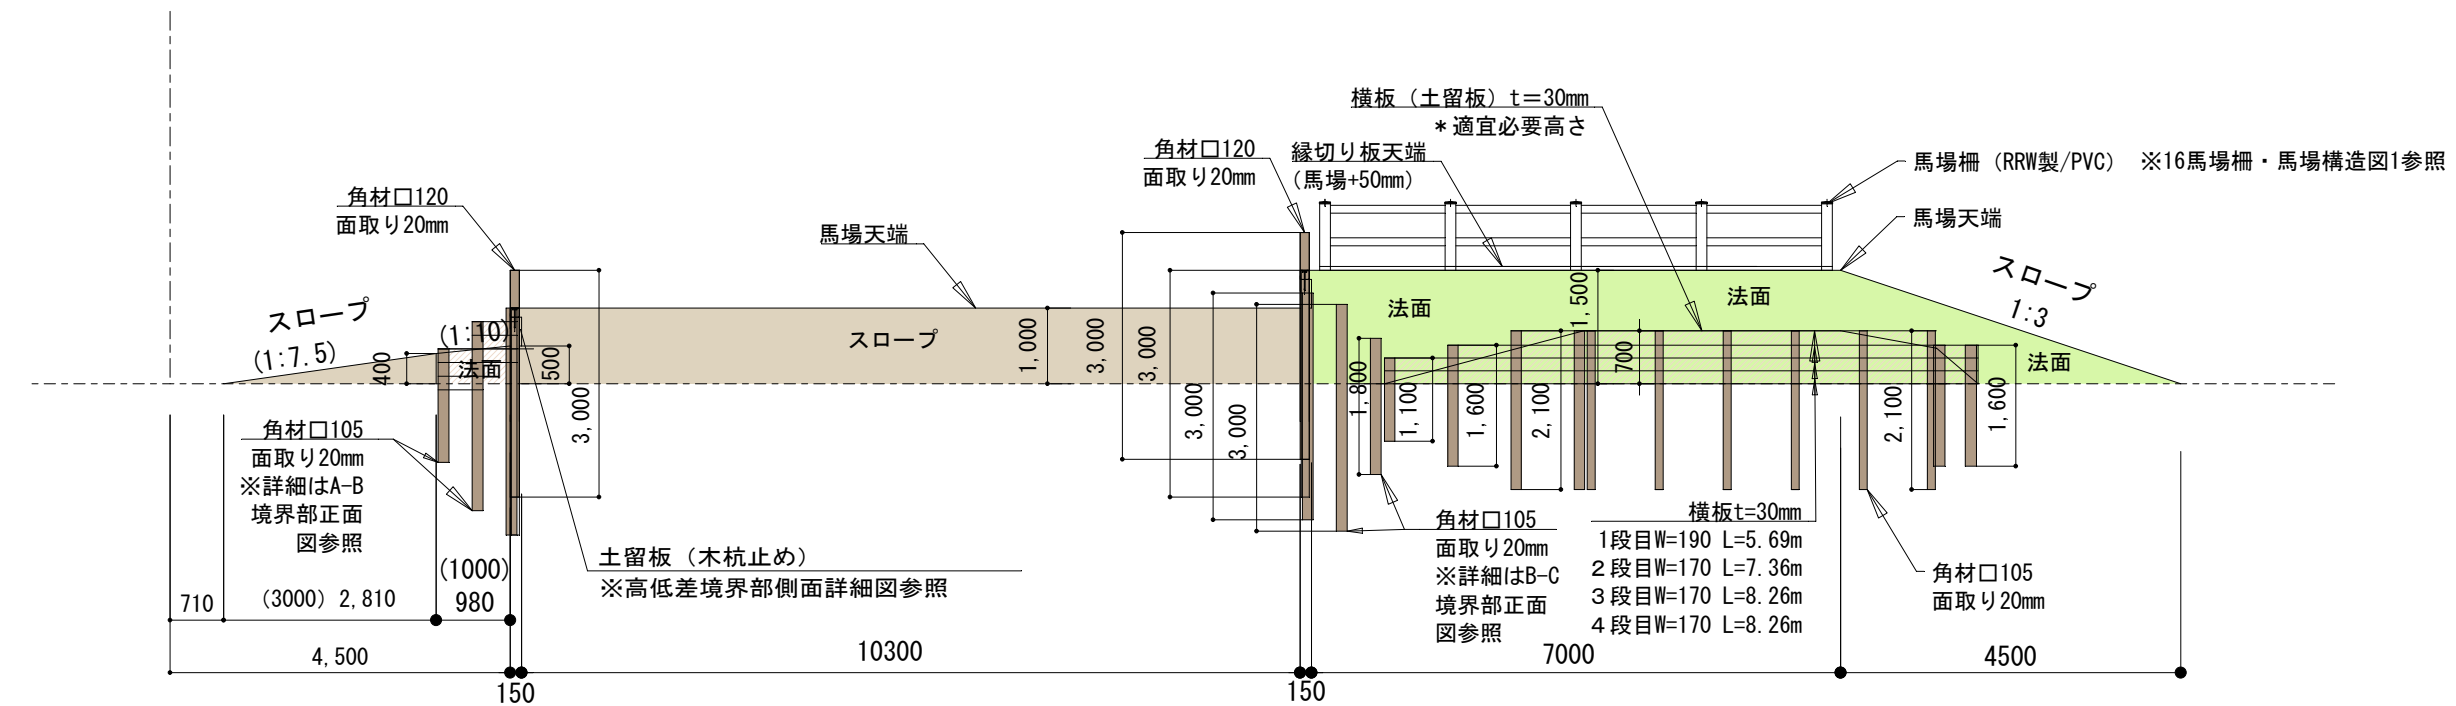 横板（土留板）t＝30mm
＊適宜必要高さ
角材□120
面取り20mm
縁切り板天端
（馬場+50mm）
馬場柵（RRW製/PVC） ※16馬場柵・馬場構造図1参照
角材□120
面取り20mm
馬場天端
馬場天端
スロープ
1:3
スロープ
(1:7.5)
(1:10)
法面
400
500
3,000
スロープ
1,000
3,000
3,000
3,000
3,000
法面
法面
法面
1,500
700
1,800
1,100
1,600
2,100
2,100
1,600
角材□105
面取り20mm
※詳細はA-B
境界部正面
図参照
土留板（木杭止め）
※高低差境界部側面詳細図参照
角材□105
面取り20mm
※詳細はB-C
境界部正面
図参照
横板t=30mm
1段目W=190 L=5.69m
２段目W=170 L=7.36m
３段目W=170 L=8.26m
４段目W=170 L=8.26m
角材□105
面取り20mm
710
(3000) 2,810
(1000)
980
4,500
150
10300
150
7000
4500